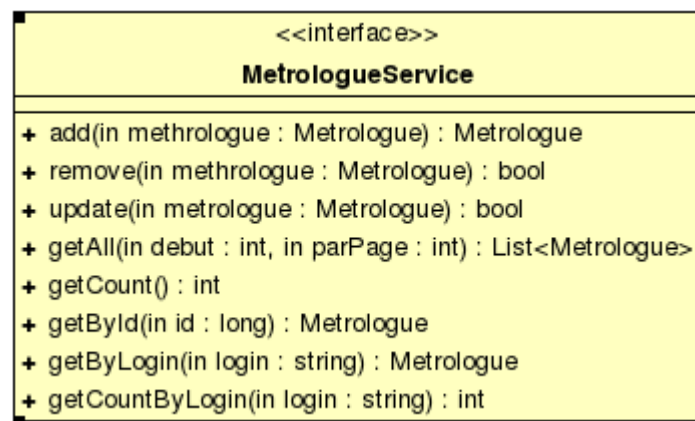 <<interface>>
MetrologueService
+ add(in methrologue : Metrologue) : Metrologue
+ remove(in methrologue : Metrologue) : bool
+ update(in metrologue : Metrologue) : bool
+ getAll(in debut : int, in parPage : int) : List<Metrologue>
+ getCount() : int
+ getById(in id : long) : Metrologue
+ getByLogin(in login : string) : Metrologue
+ getCountByLogin(in login : string) : int